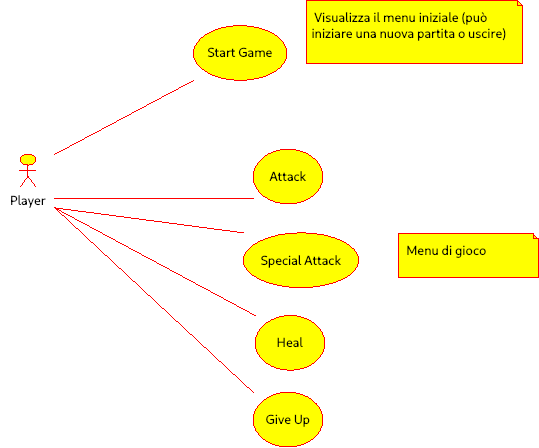 Visualizza il menu iniziale (può
iniziare una nuova partita o uscire)
Start Game
Attack
Player
Special Attack
Menu di gioco
Heal
Give Up